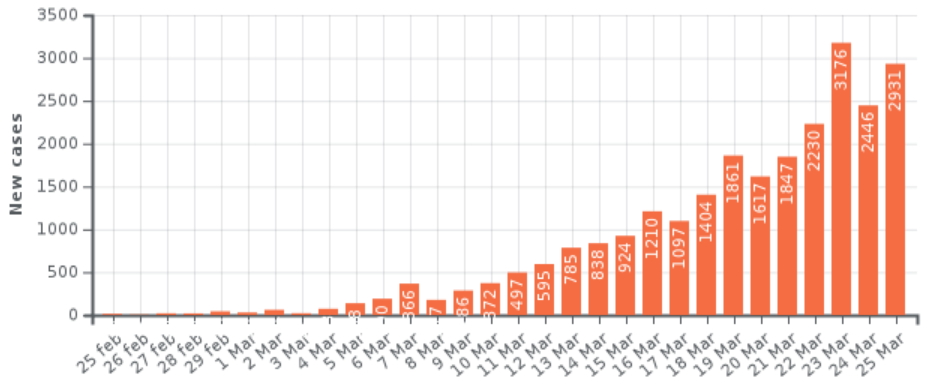 New cases
3500
3000
2500
2000
1500
1000
500
0
366
372
497
595
785
838
924
1210
1097
1404
1861
1617
1847
2230
3176
2446
2931
25 feb
26 feb
27 feb
28 feb
29 feb
1 Mar
2 Mar
3 Mar
4 Mar
5 Mar
6 Mar
7 Mar
8 Mar
9 Mar
10 Mar
11 Mar
12 Mar
13 Mar
14 Mar
15 Mar
16 Mar
17 Mar
18 Mar
19 Mar
20 Mar
21 Mar
22 Mar
23 Mar
24 Mar
25 Mar